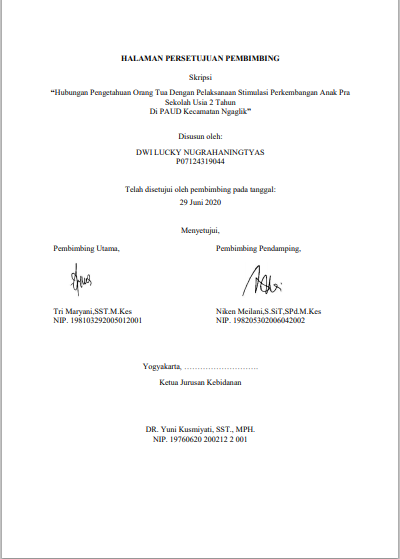 HALAMAN PERSETUJUAN PEMBIMBING
Skripsi
“Hubungan Pengetahuan Orang Tua Dengan Pelaksanaan Stimulasi Perkembangan Anak Pra
Sekolah Usia 2 Tahun
Di PAUD Kecamatan Ngaglik”
Disusun oleh:
DWI LUCKY NUGRAHANINGTYAS
P07124319044
Telah disetujui oleh pembimbing pada tanggal:
29 Juni 2020
Menyetujui,
Pembimbing Utama,
Pembimbing Pendamping,
Tri Maryani,SST.M.Kes
Niken Meilani,S.SiT,SPd.M.Kes
NIP. 198103292005012001
NIP. 198205302006042002
Yogyakarta, ………………………
Ketua Jurusan Kebidanan
DR. Yuni Kusmiyati, SST., MPH.
NIP. 19760620 200212 2 001